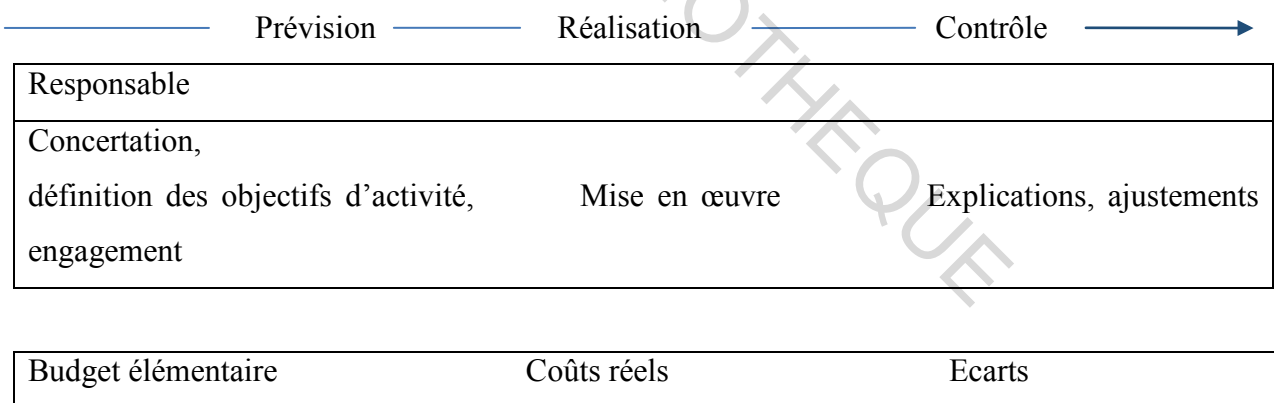 Prévision Réalisation Contrôle
Responsable
Concertation,
définition des objectifs d'activité, Mise en œuvre Explications, ajustements
engagement
Budget élémentaire Coûts réels Ecarts
OTHEQUE